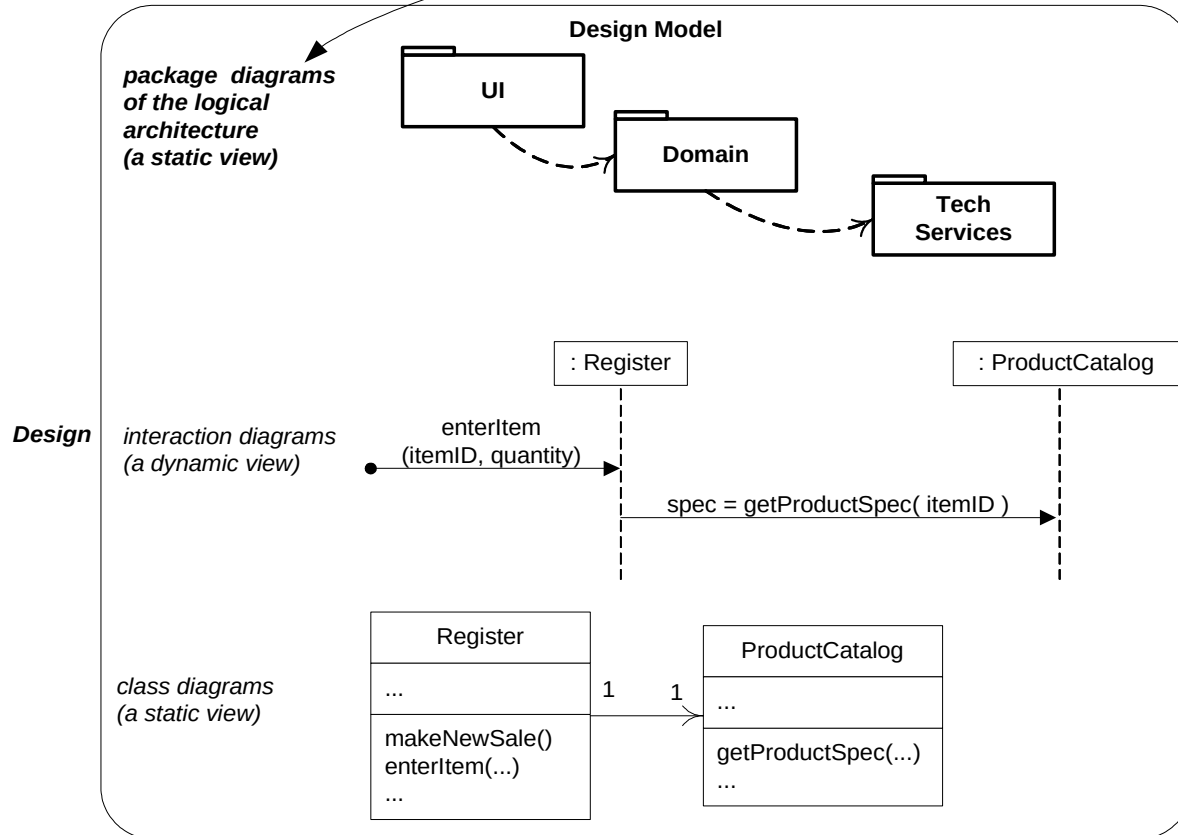 Design Model
package diagrams
of the logical
architecture
(a static view)
UI
Domain
Tech
Services
: Register
: ProductCatalog
Design
interaction diagrams
(a dynamic view)
enterItem
(itemID, quantity)
spec = getProductSpec( itemID )
class diagrams
(a static view)
Register
...
makeNewSale()
enterItem(...)
...
1
1
ProductCatalog
...
getProductSpec(...)
...